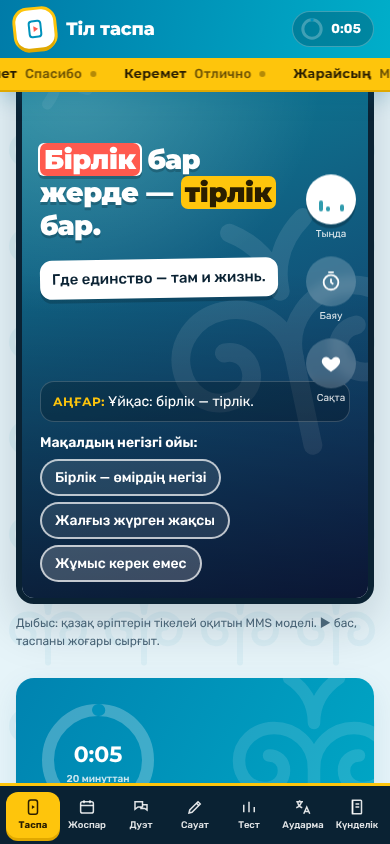 Тіл таспа
0:05
Спасибо • Керемет Отлично • Жарайсың
Бірлік бар
жерде — тірлік
бар.
Где единство — там и жизнь.
Тыңда
Баяу
Сақта
АҢҒАР: Ұйқас: бірлік — тірлік.
Мақалдың негізгі ойы:
Бірлік — өмірдің негізі
Жалғыз жүрген жақсы
Жұмыс керек емес
Дыбыс: қазақ әріптерін тікелей оқитын MMS моделі. ▶ бас,
таспаны жоғары сырғыт.
0:05
20 минуттан
Таспа
Жоспар
Дуэт
Сауат
Тест
Аударма
Күнделік